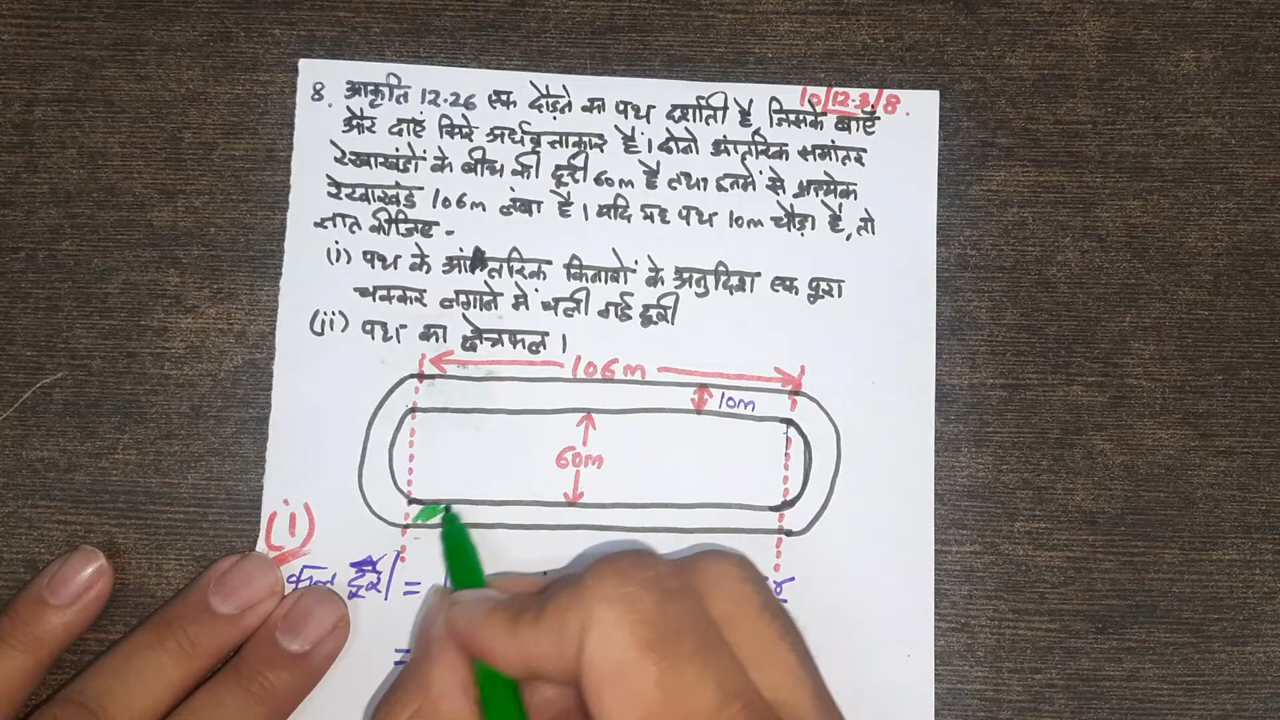 10/12.3/8.
8. आकृति 12.26 एक दौड़ने का पथ दर्शाती है, जिसके बाएं
और दाएं सिरे अर्धवृत्ताकार हैं। दोनो आंतरिक समांतर
रेखाखंडों के बीच की दूरी 60m है तथा इनमें से प्रत्येक
रेखाखंड 106m लंबा है। यदि यह पथ 10m चौड़ा है, तो
ज्ञात कीजिए -
(i) पथ के आंतरिक किनारों के अनुदिश एक पूरा
चक्कर लगाने में चली गई दूरी
(ii) पथ का क्षेत्रफल।
106m
10m
60m
(i)
कुल दूरी =
=